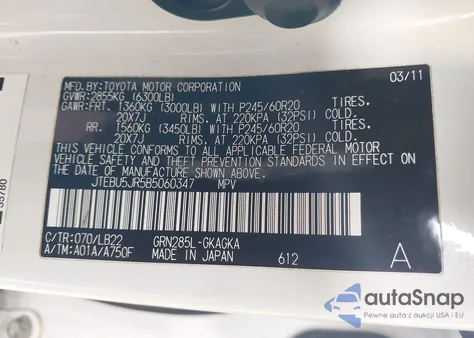 MFD. BY: TOYOTA MOTOR CORPORATION 03/11
GVWR: 2855KG (6300LB)
GAWR: FRT. 1360KG (3000LB) WITH P245/60R20 TIRES,
20X7J RIMS, AT 220KPA (32PSI) COLD
RR. 1560KG (3450LB) WITH P245/60R20 TIRES,
20X7J RIMS, AT 220KPA (32PSI) COLD
THIS VEHICLE CONFORMS TO ALL APPLICABLE FEDERAL MOTOR
VEHICLE SAFETY AND THEFT PREVENTION STANDARDS IN EFFECT ON
THE DATE OF MANUFACTURE SHOWN ABOVE.
JTEBU5JR5B5060347 MPV
C/TR: 070/LB22 GRN285L-GKAGKA A
A/TM: A01A/A750F MADE IN JAPAN 612
55780
autoSnap
Pewne auta z USA i EU